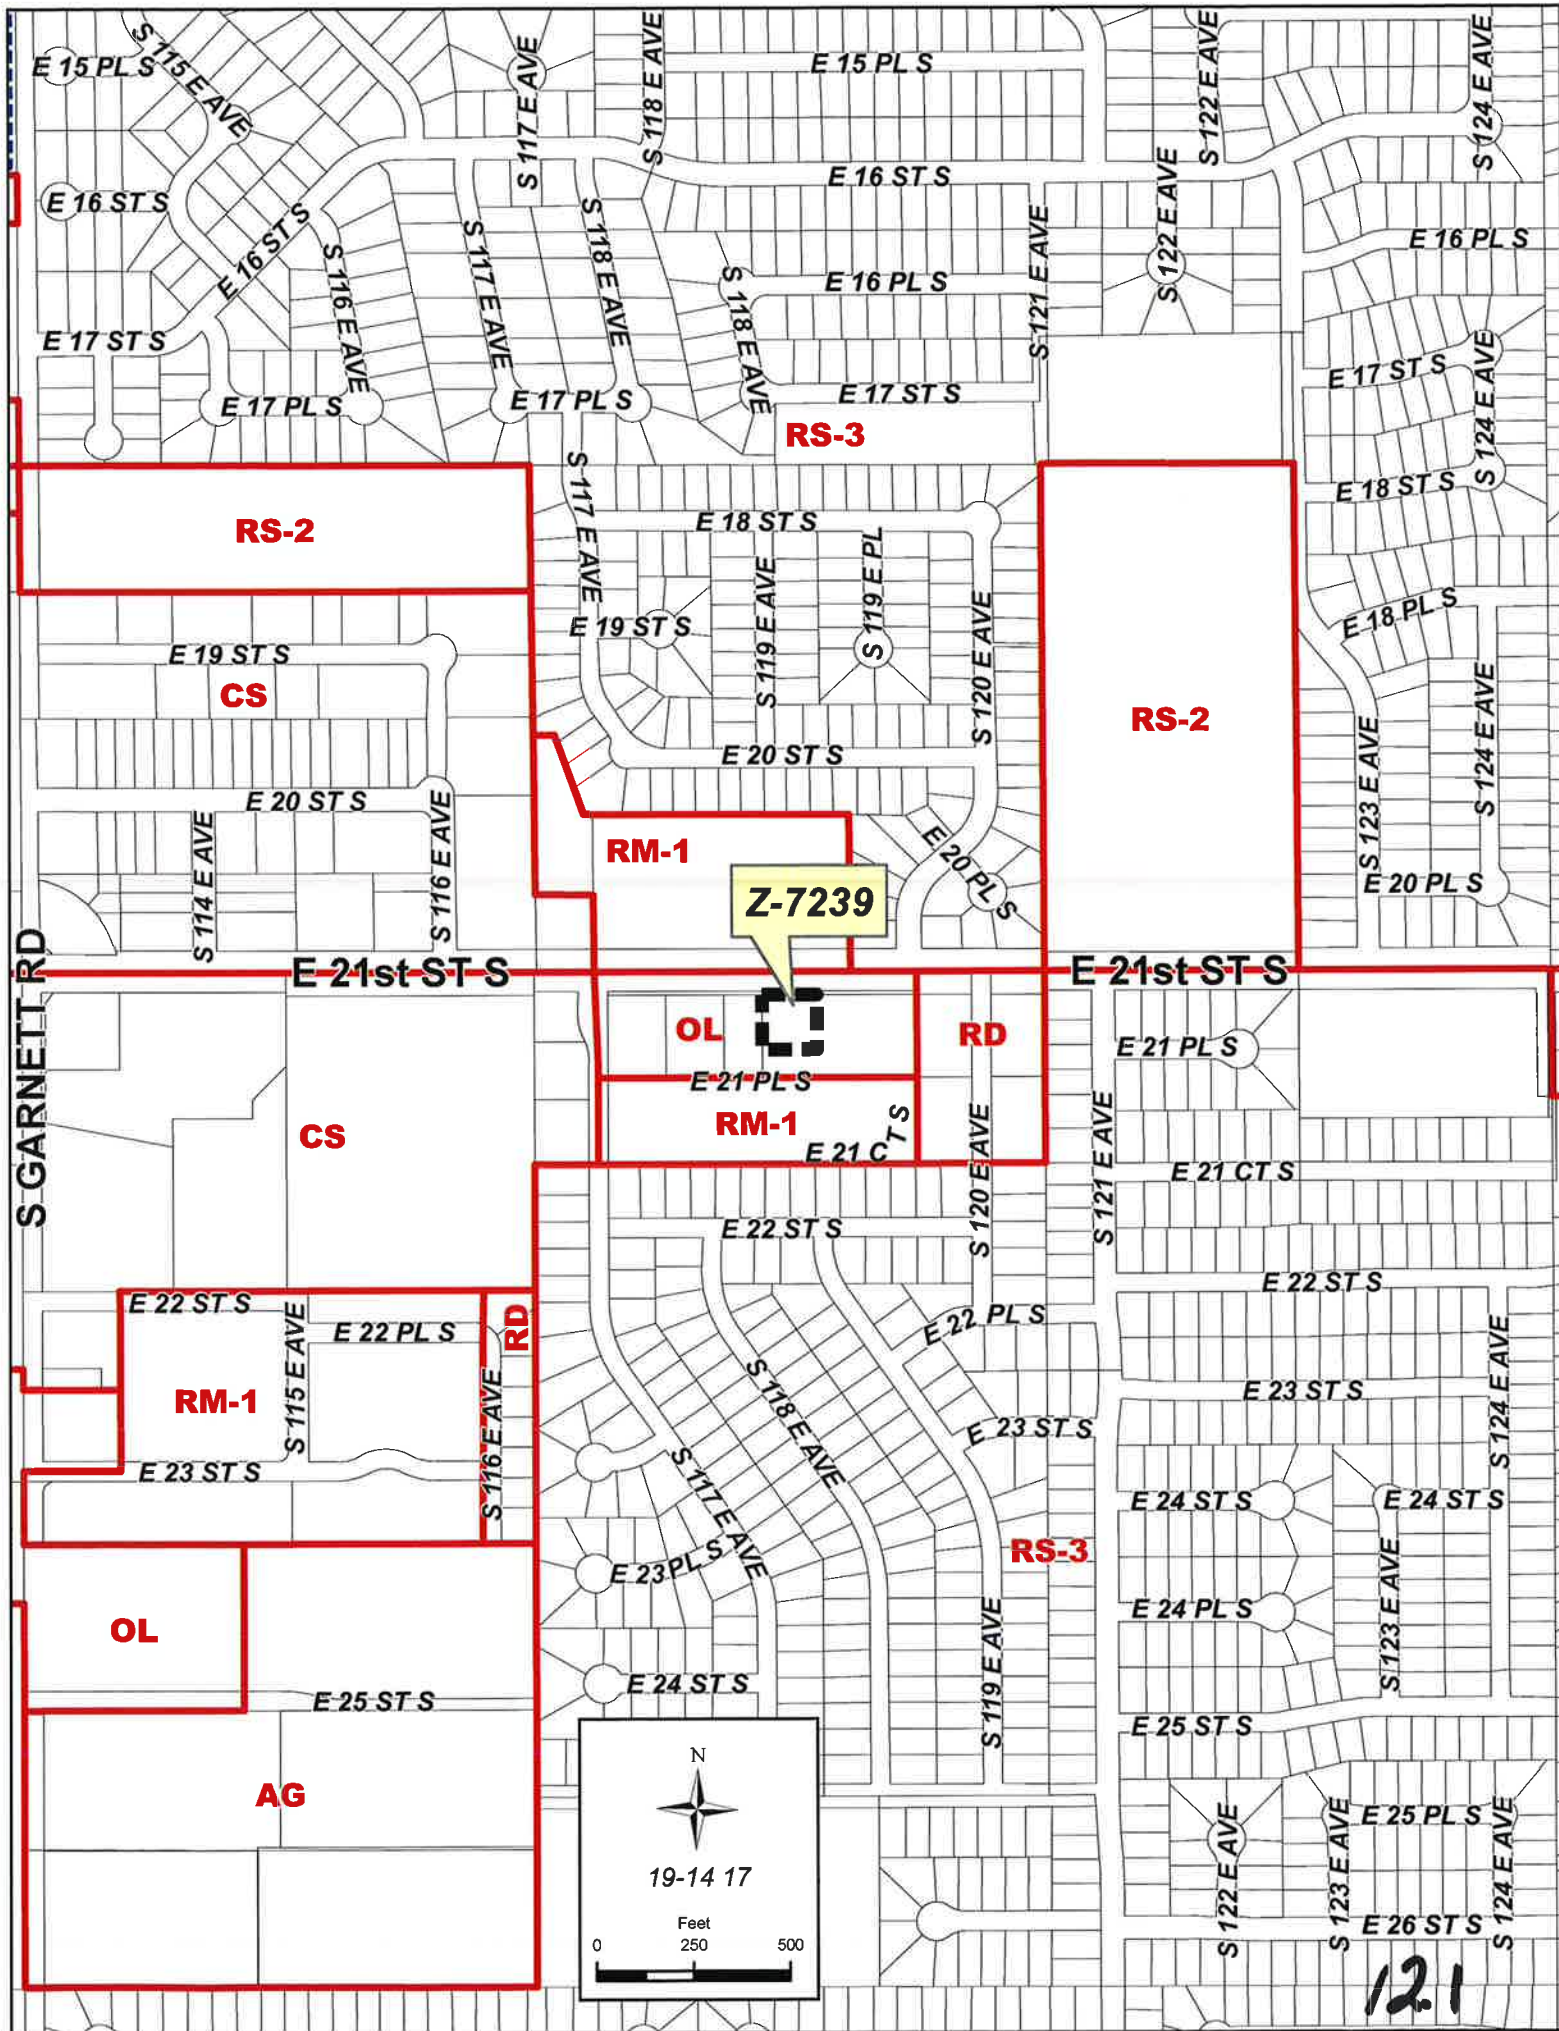 E 15 PL S
S 115 E AVE
S 117 E AVE
S 118 E AVE
E 15 PL S
S 122 E AVE
S 124 E AVE
E 16 ST S
E 16 ST S
E 16 ST S
S 116 E AVE
S 117 E AVE
S 118 E AVE
S 118 E AVE
E 16 PL S
S 121 E AVE
S 122 E AVE
E 16 PL S
E 17 ST S
E 17 PL S
E 17 PL S
E 17 ST S
E 17 ST S
S 124 E AVE
RS-3
RS-2
S 117 E AVE
E 18 ST S
E 18 ST S
S 119 E AVE
S 119 E PL
S 120 E AVE
E 19 ST S
E 18 PL S
E 19 ST S
CS
RS-2
S 123 E AVE
S 124 E AVE
E 20 ST S
E 20 ST S
S 114 E AVE
S 116 E AVE
RM-1
E 20 PL S
E 20 PL S
Z-7239
S GARNETT RD
E 21st ST S
E 21st ST S
OL
RD
E 21 PL S
E 21 PL S
RM-1
E 21 CT S
CS
S 120 E AVE
S 121 E AVE
E 21 CT S
E 22 ST S
E 22 ST S
E 22 ST S
S 115 E AVE
E 22 PL S
RD
E 22 PL S
S 124 E AVE
RM-1
S 116 E AVE
S 118 E AVE
E 23 ST S
E 23 ST S
E 23 ST S
S 117 E AVE
E 24 ST S
E 24 ST S
E 23 PL S
RS-3
S 123 E AVE
OL
E 24 PL S
S 119 E AVE
E 24 ST S
E 25 ST S
E 25 ST S
AG
N
19-14 17
Feet
0 250 500
S 122 E AVE
S 123 E AVE
E 25 PL S
S 124 E AVE
E 26 ST S
12.1